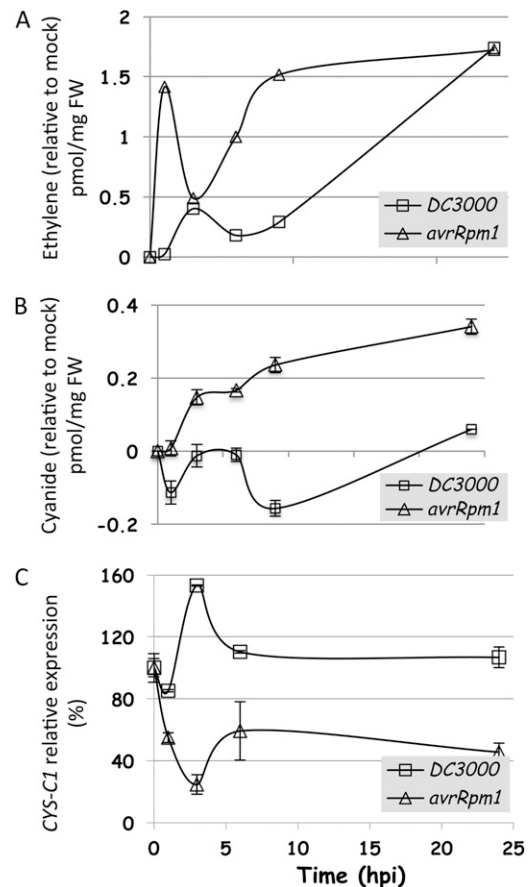 A
Ethylene (relative to mock)
pmol/mg FW
2
1.5
1
0.5
0
DC3000
avrRpm1
B
Cyanide (relative to mock)
pmol/mg FW
0.4
0.2
0
-0.2
DC3000
avrRpm1
C
CYS-C1 relative expression
(%)
160
120
80
40
0
DC3000
avrRpm1
0 5 10 15 20 25
Time (hpi)